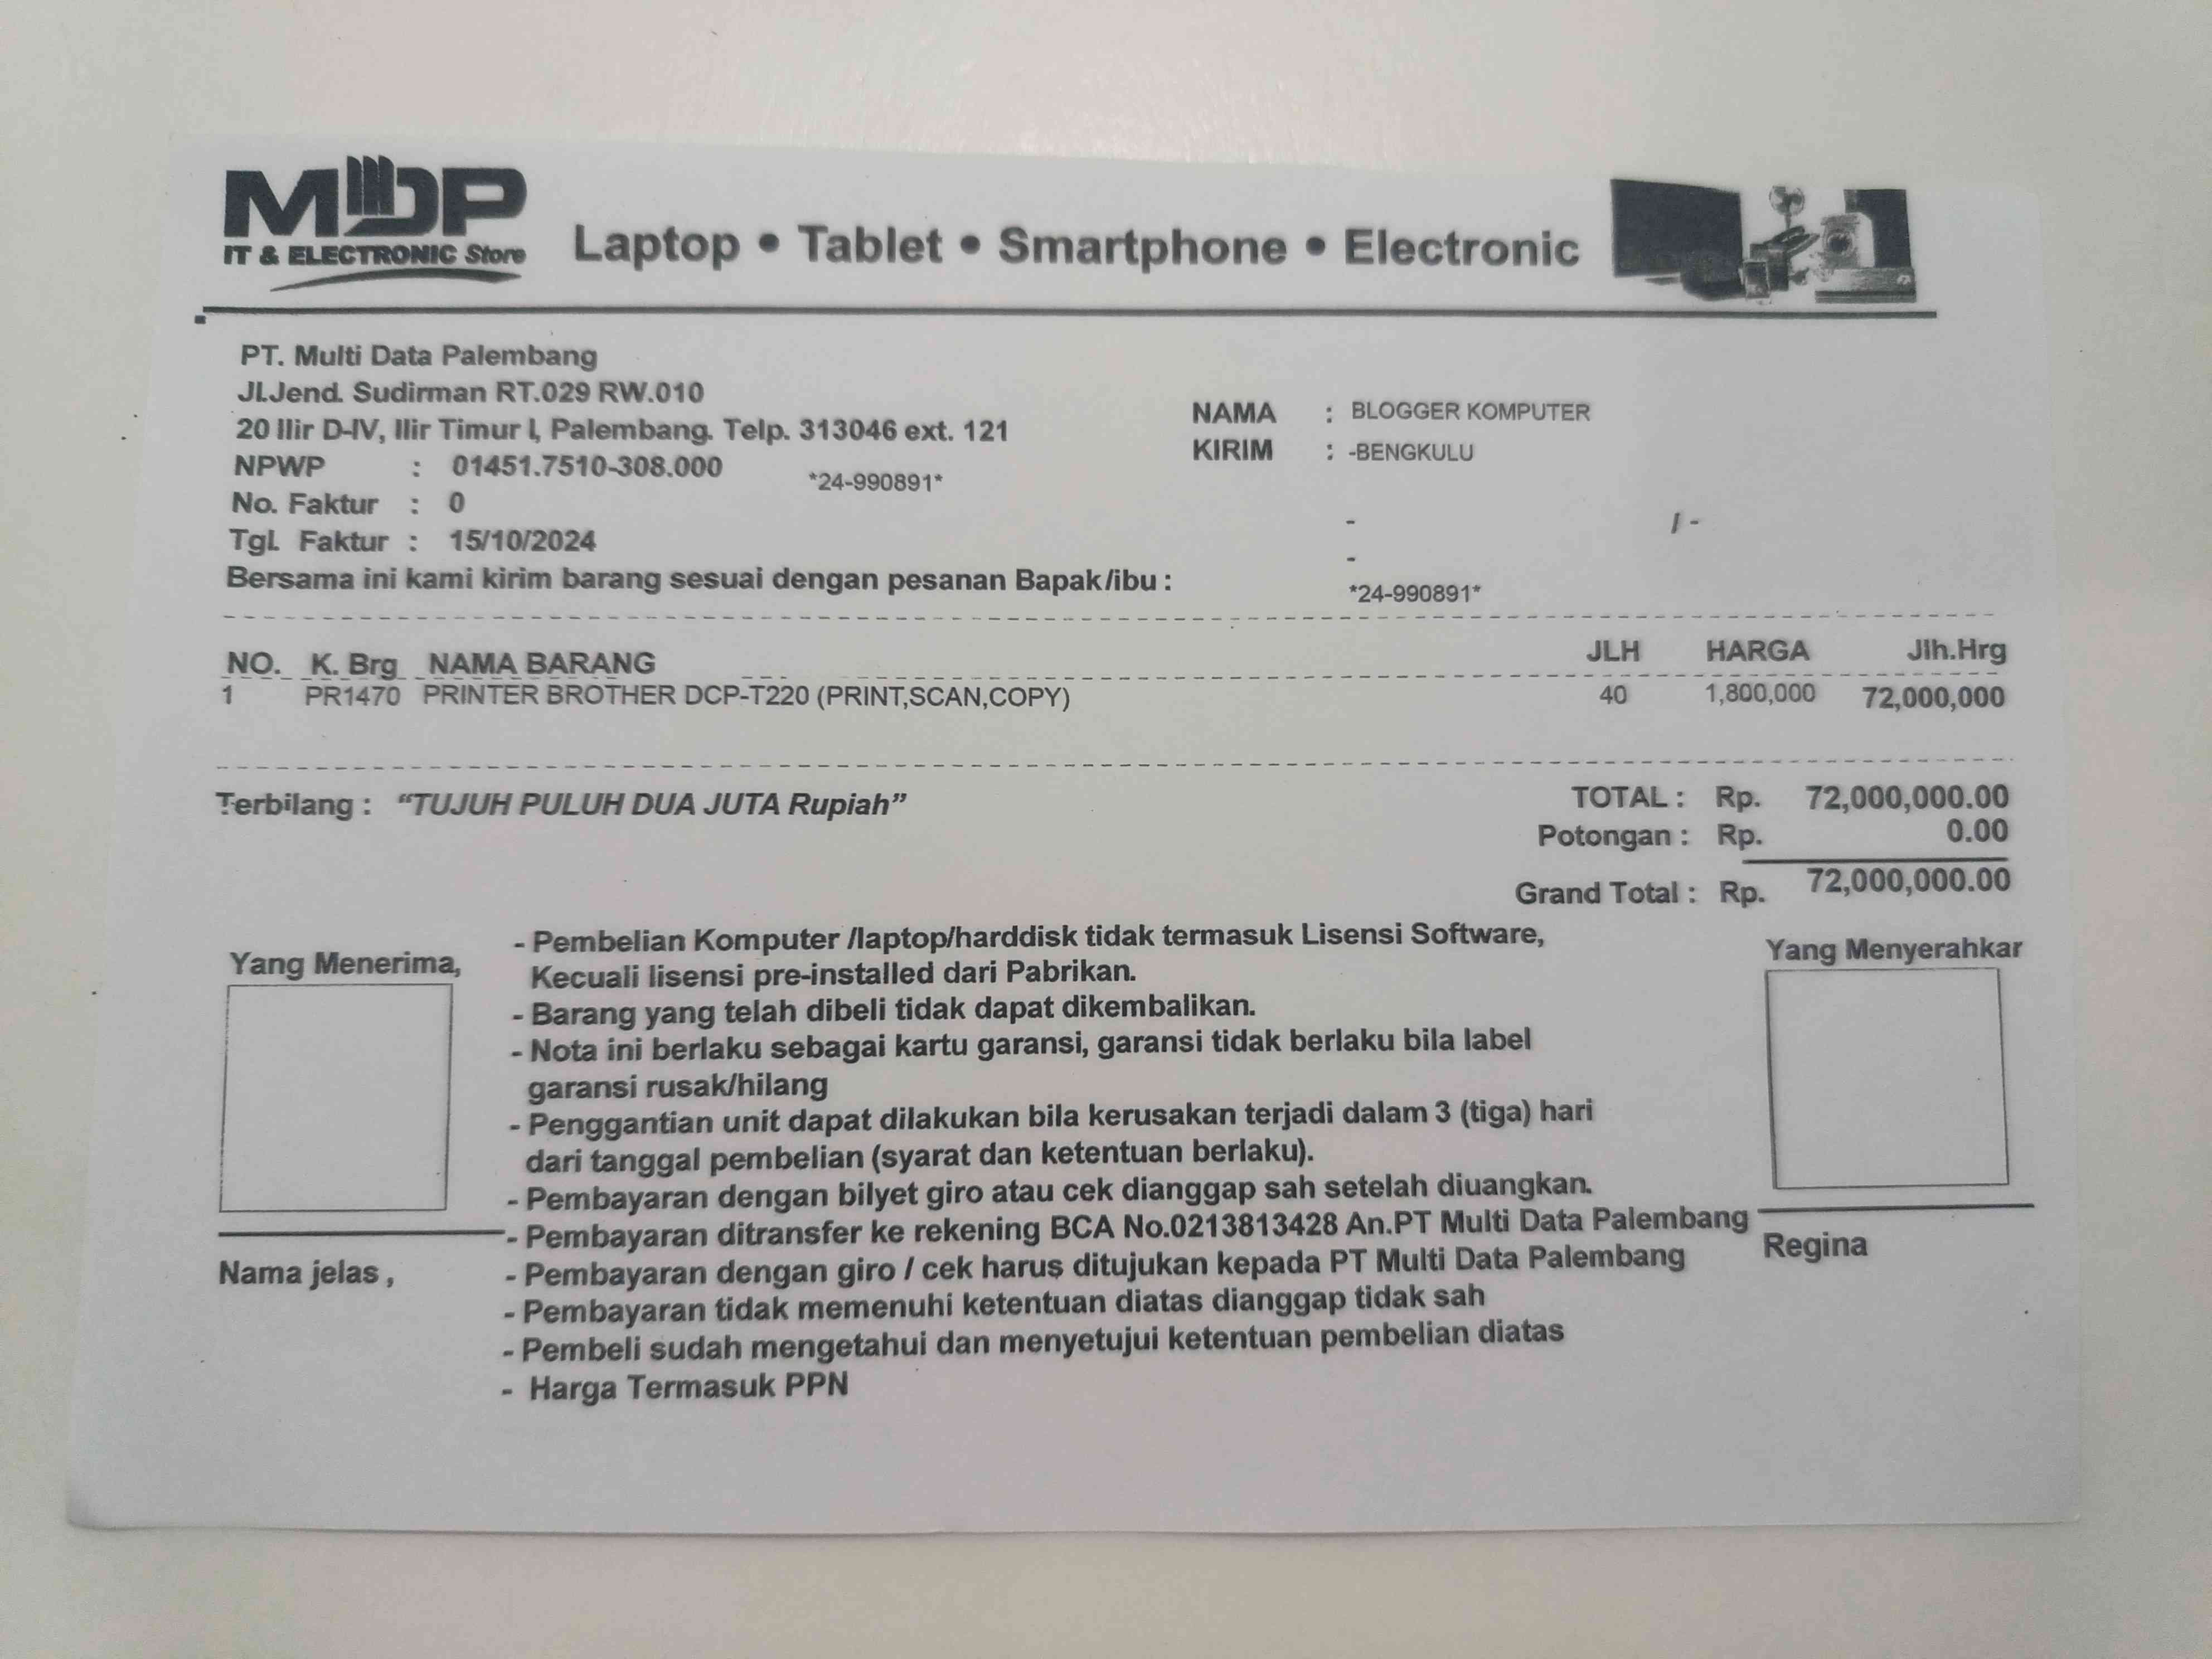 MDP
IT & ELECTRONIC Store
Laptop • Tablet • Smartphone • Electronic
PT. Multi Data Palembang
Jl.Jend. Sudirman RT.029 RW.010
20 Ilir D-IV, Ilir Timur I, Palembang. Telp. 313046 ext. 121
NPWP : 01451.7510-308.000 *24-990891*
No. Faktur : 0
Tgl. Faktur : 15/10/2024
NAMA : BLOGGER KOMPUTER
KIRIM : -BENGKULU
- / -
-
Bersama ini kami kirim barang sesuai dengan pesanan Bapak/ibu :
*24-990891*
NO. K. Brg NAMA BARANG JLH HARGA Jlh.Hrg
1 PR1470 PRINTER BROTHER DCP-T220 (PRINT,SCAN,COPY) 40 1,800,000 72,000,000
Terbilang : “TUJUH PULUH DUA JUTA Rupiah”
TOTAL : Rp. 72,000,000.00
Potongan : Rp. 0.00
Grand Total : Rp. 72,000,000.00
Yang Menerima,
Nama jelas ,
- Pembelian Komputer /laptop/harddisk tidak termasuk Lisensi Software,
Kecuali lisensi pre-installed dari Pabrikan.
- Barang yang telah dibeli tidak dapat dikembalikan.
- Nota ini berlaku sebagai kartu garansi, garansi tidak berlaku bila label
garansi rusak/hilang
- Penggantian unit dapat dilakukan bila kerusakan terjadi dalam 3 (tiga) hari
dari tanggal pembelian (syarat dan ketentuan berlaku).
- Pembayaran dengan bilyet giro atau cek dianggap sah setelah diuangkan.
- Pembayaran ditransfer ke rekening BCA No.0213813428 An.PT Multi Data Palembang
- Pembayaran dengan giro / cek harus ditujukan kepada PT Multi Data Palembang
- Pembayaran tidak memenuhi ketentuan diatas dianggap tidak sah
- Pembeli sudah mengetahui dan menyetujui ketentuan pembelian diatas
- Harga Termasuk PPN
Yang Menyerahkar
Regina